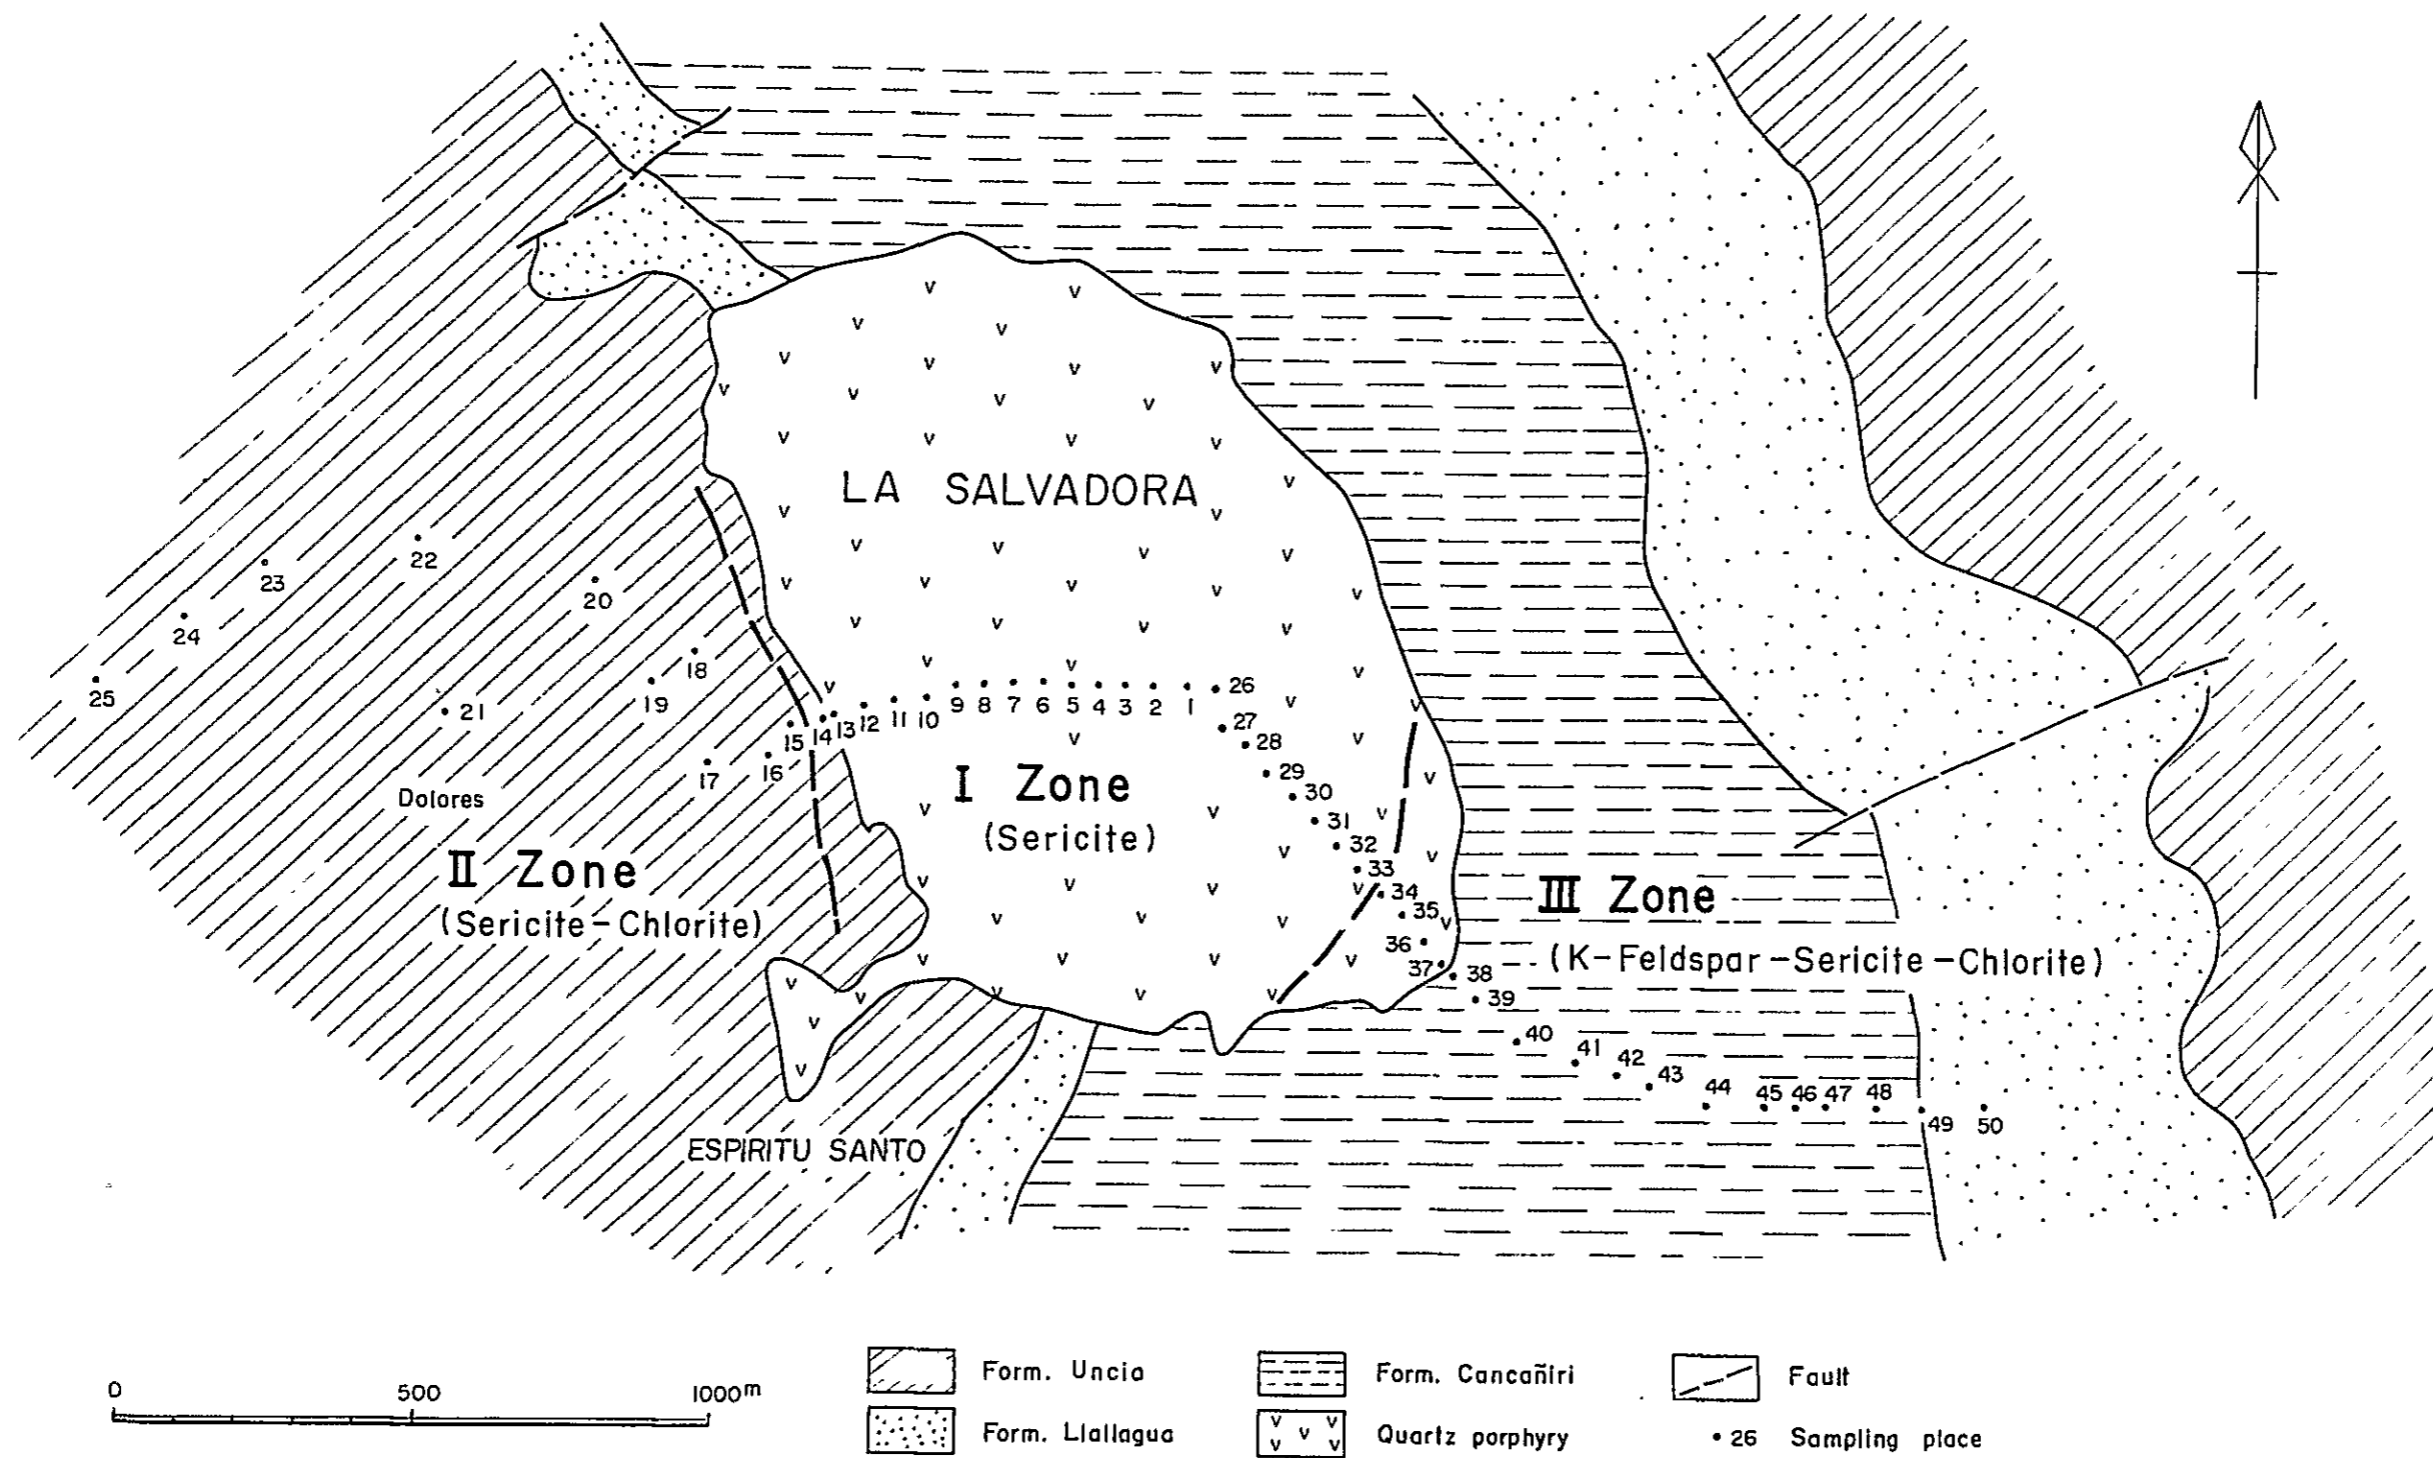 LA SALVADORA
22
23
20
24
18
25
19
21
26
9 8 7 6 5 4 3 2 1
15 14 13 12 11 10
27
28
17
16
29
I Zone
(Sericite)
30
Dolores
31
32
33
II Zone
(Sericite-Chlorite)
34
35
III Zone
(K-Feldspar-Sericite-Chlorite)
36
37
38
39
40
41
42
43
44
45 46 47 48
49 50
ESPIRITU SANTO
0 500 1000m
Form. Uncia
Form. Llallagua
Form. Cancañiri
Quartz porphyry
Fault
26 Sampling place